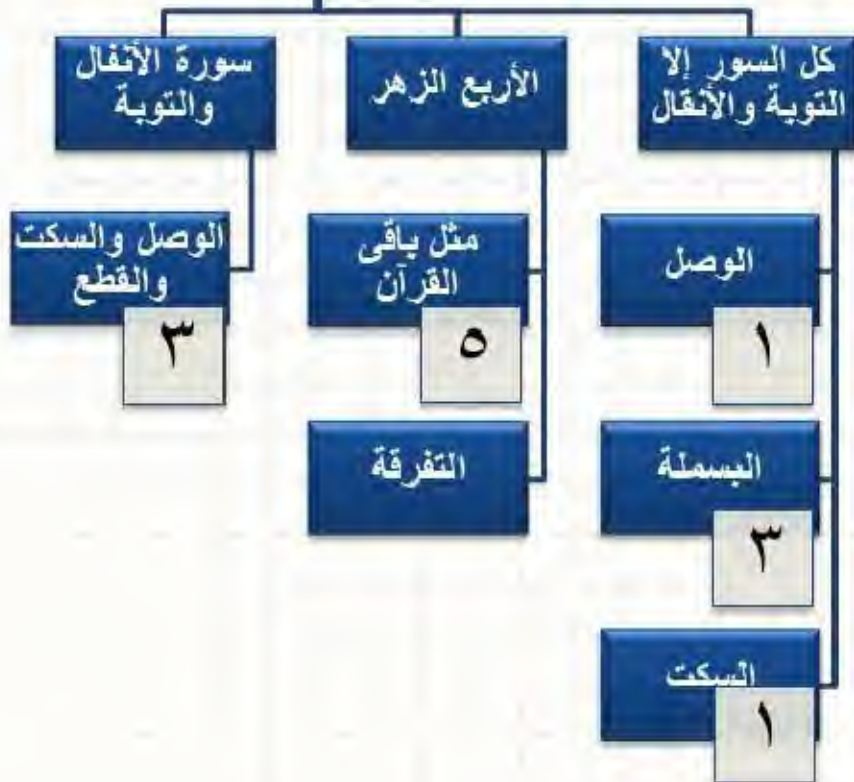 كل السور إلا
التوبة والأنفال
الوصل
١
البسملة
٣
السكت
١
الأربع الزهر
مثل باقى
القرآن
٥
التفرقة
سورة الأنفال
والتوبة
الوصل والسكت
والقطع
٣